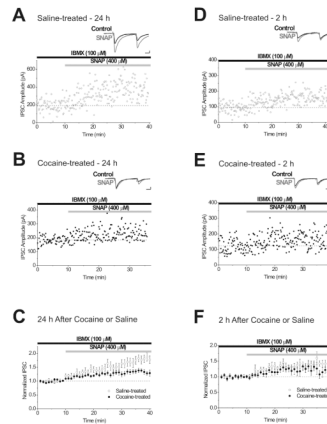 A
Saline-treated - 24 h
Control
SNAP
IBMX (100 μM)
SNAP (400 μM)
IPSC Amplitude (pA)
600
400
200
0
0 10 20 30 40
Time (min)
B
Cocaine-treated - 24 h
Control
SNAP
IBMX (100 μM)
SNAP (400 μM)
IPSC Amplitude (pA)
400
300
200
100
0
0 10 20 30 40
Time (min)
C
24 h After Cocaine or Saline
IBMX (100 μM)
SNAP (400 μM)
Normalized IPSC
2.0
1.5
1.0
0.5
0.0
Saline-treated
Cocaine-treated
0 10 20 30 40
Time (min)
D
Saline-treated - 2 h
Control
SNAP
IBMX (100 μM)
SNAP (400 μM)
IPSC Amplitude (pA)
400
300
200
100
0
0 10 20 30 40
Time (min)
E
Cocaine-treated - 2 h
Control
SNAP
IBMX (100 μM)
SNAP (400 μM)
IPSC Amplitude (pA)
400
300
200
100
0
0 10 20 30 40
Time (min)
F
2 h After Cocaine or Saline
IBMX (100 μM)
SNAP (400 μM)
Normalized IPSC
2.0
1.5
1.0
0.5
0.0
Saline-treated
Cocaine-treated
0 10 20 30 40
Time (min)